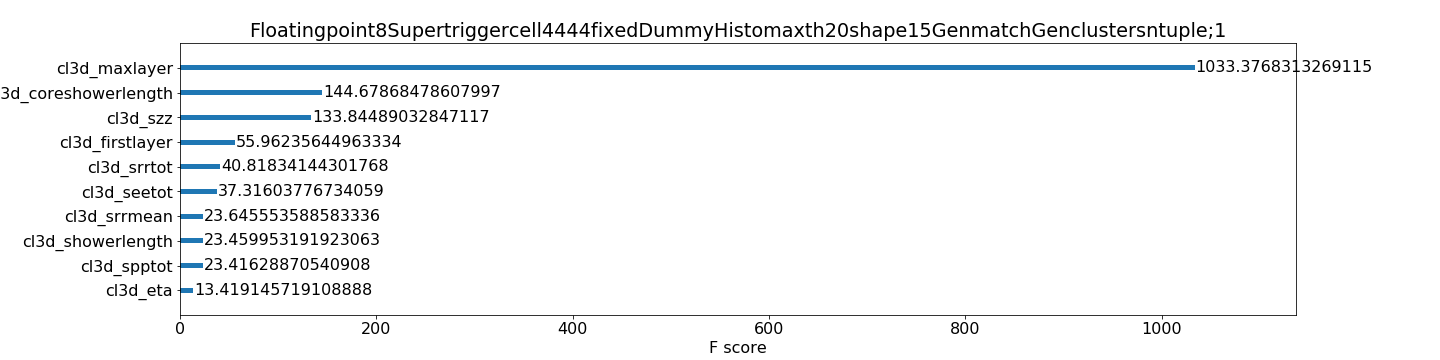 Floatingpoint8Supertriggercell4444fixedDummyHistomaxth20shape15GenmatchGenclustersntuple;1
cl3d_maxlayer 1033.3768313269115
3d_coreshowerlength 144.67868478607997
cl3d_szz 133.84489032847117
cl3d_firstlayer 55.96235644963334
cl3d_srrtot 40.81834144301768
cl3d_seetot 37.31603776734059
cl3d_srrmean 23.645553588583336
cl3d_showerlength 23.459953191923063
cl3d_spptot 23.41628870540908
cl3d_eta 13.419145719108888
0 200 400 600 800 1000
F score